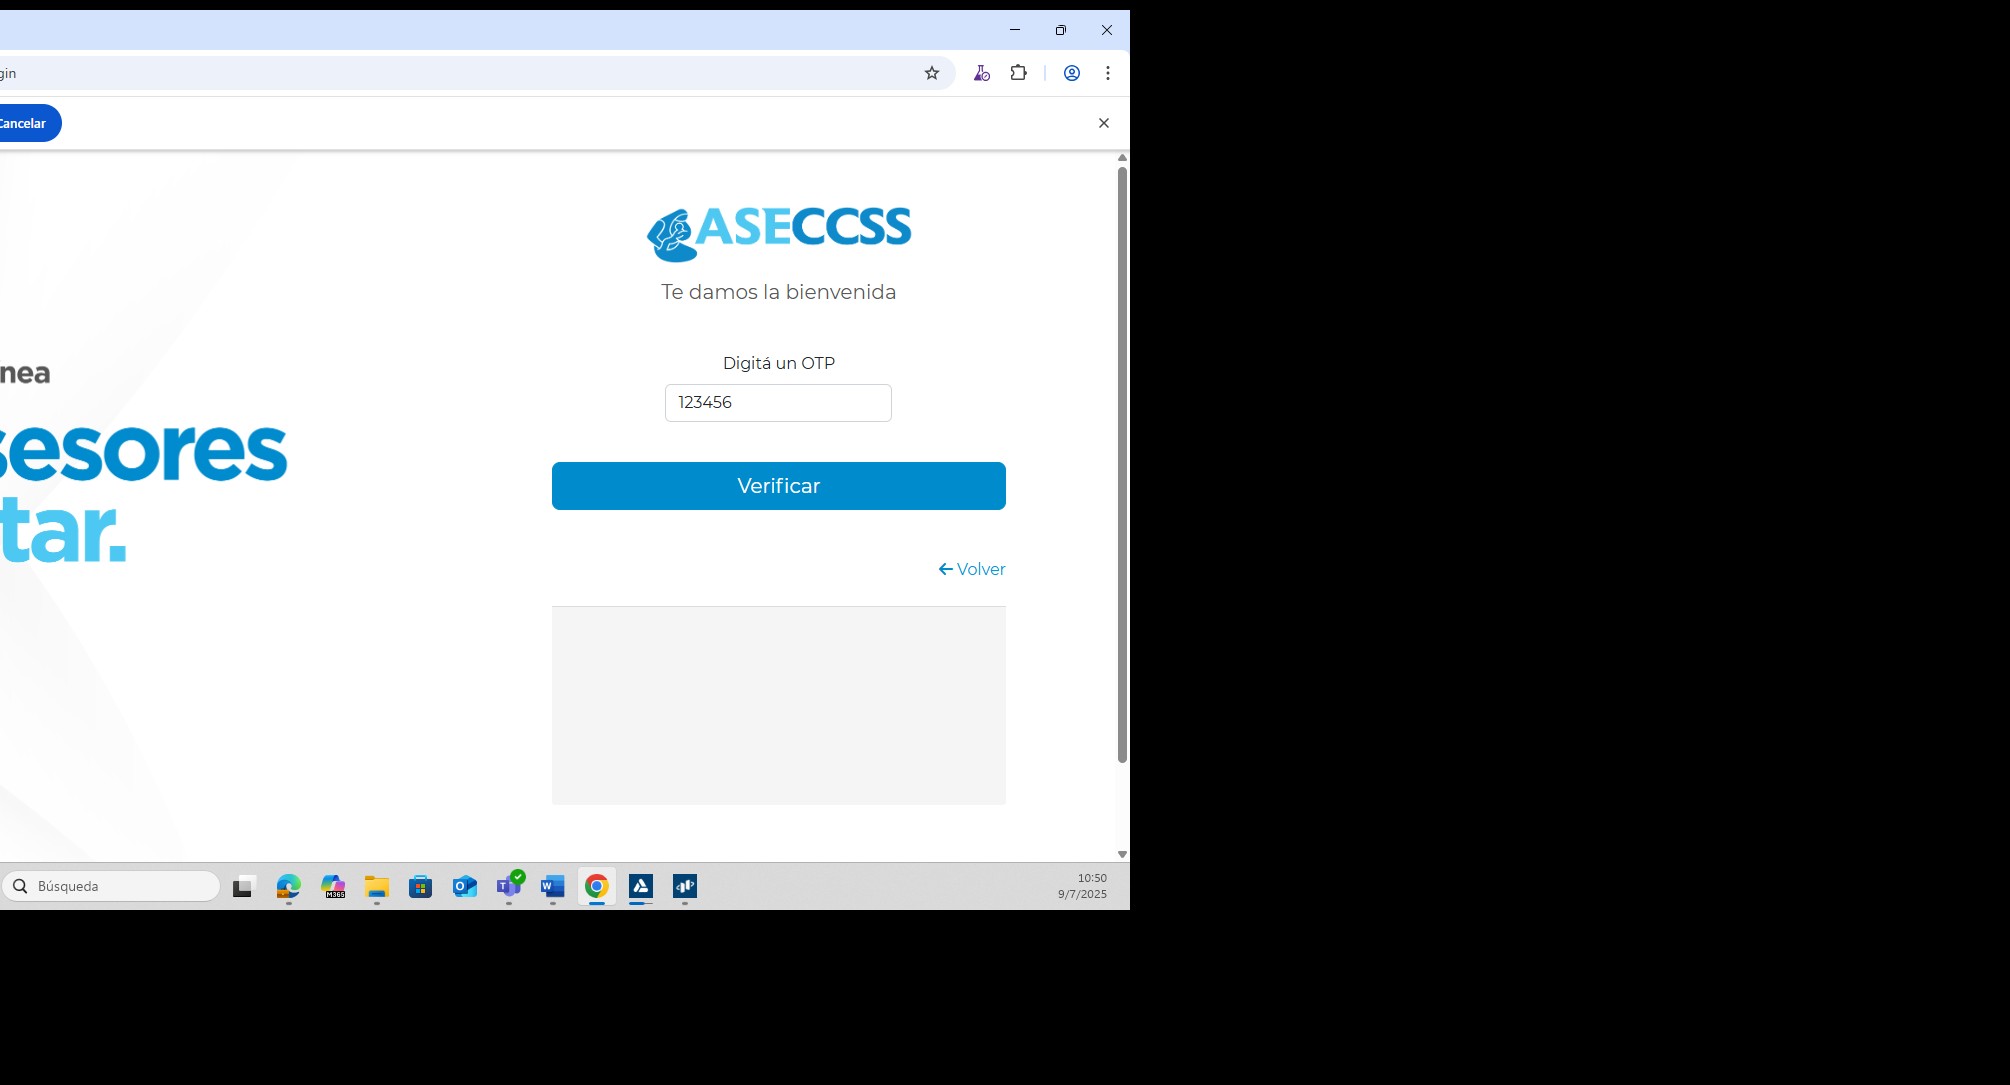 gin
Cancelar
ASECCSS
Te damos la bienvenida
nea
Digitá un OTP
123456
sesores
Verificar
tar.
Volver
Búsqueda
M365
10:50
9/7/2025